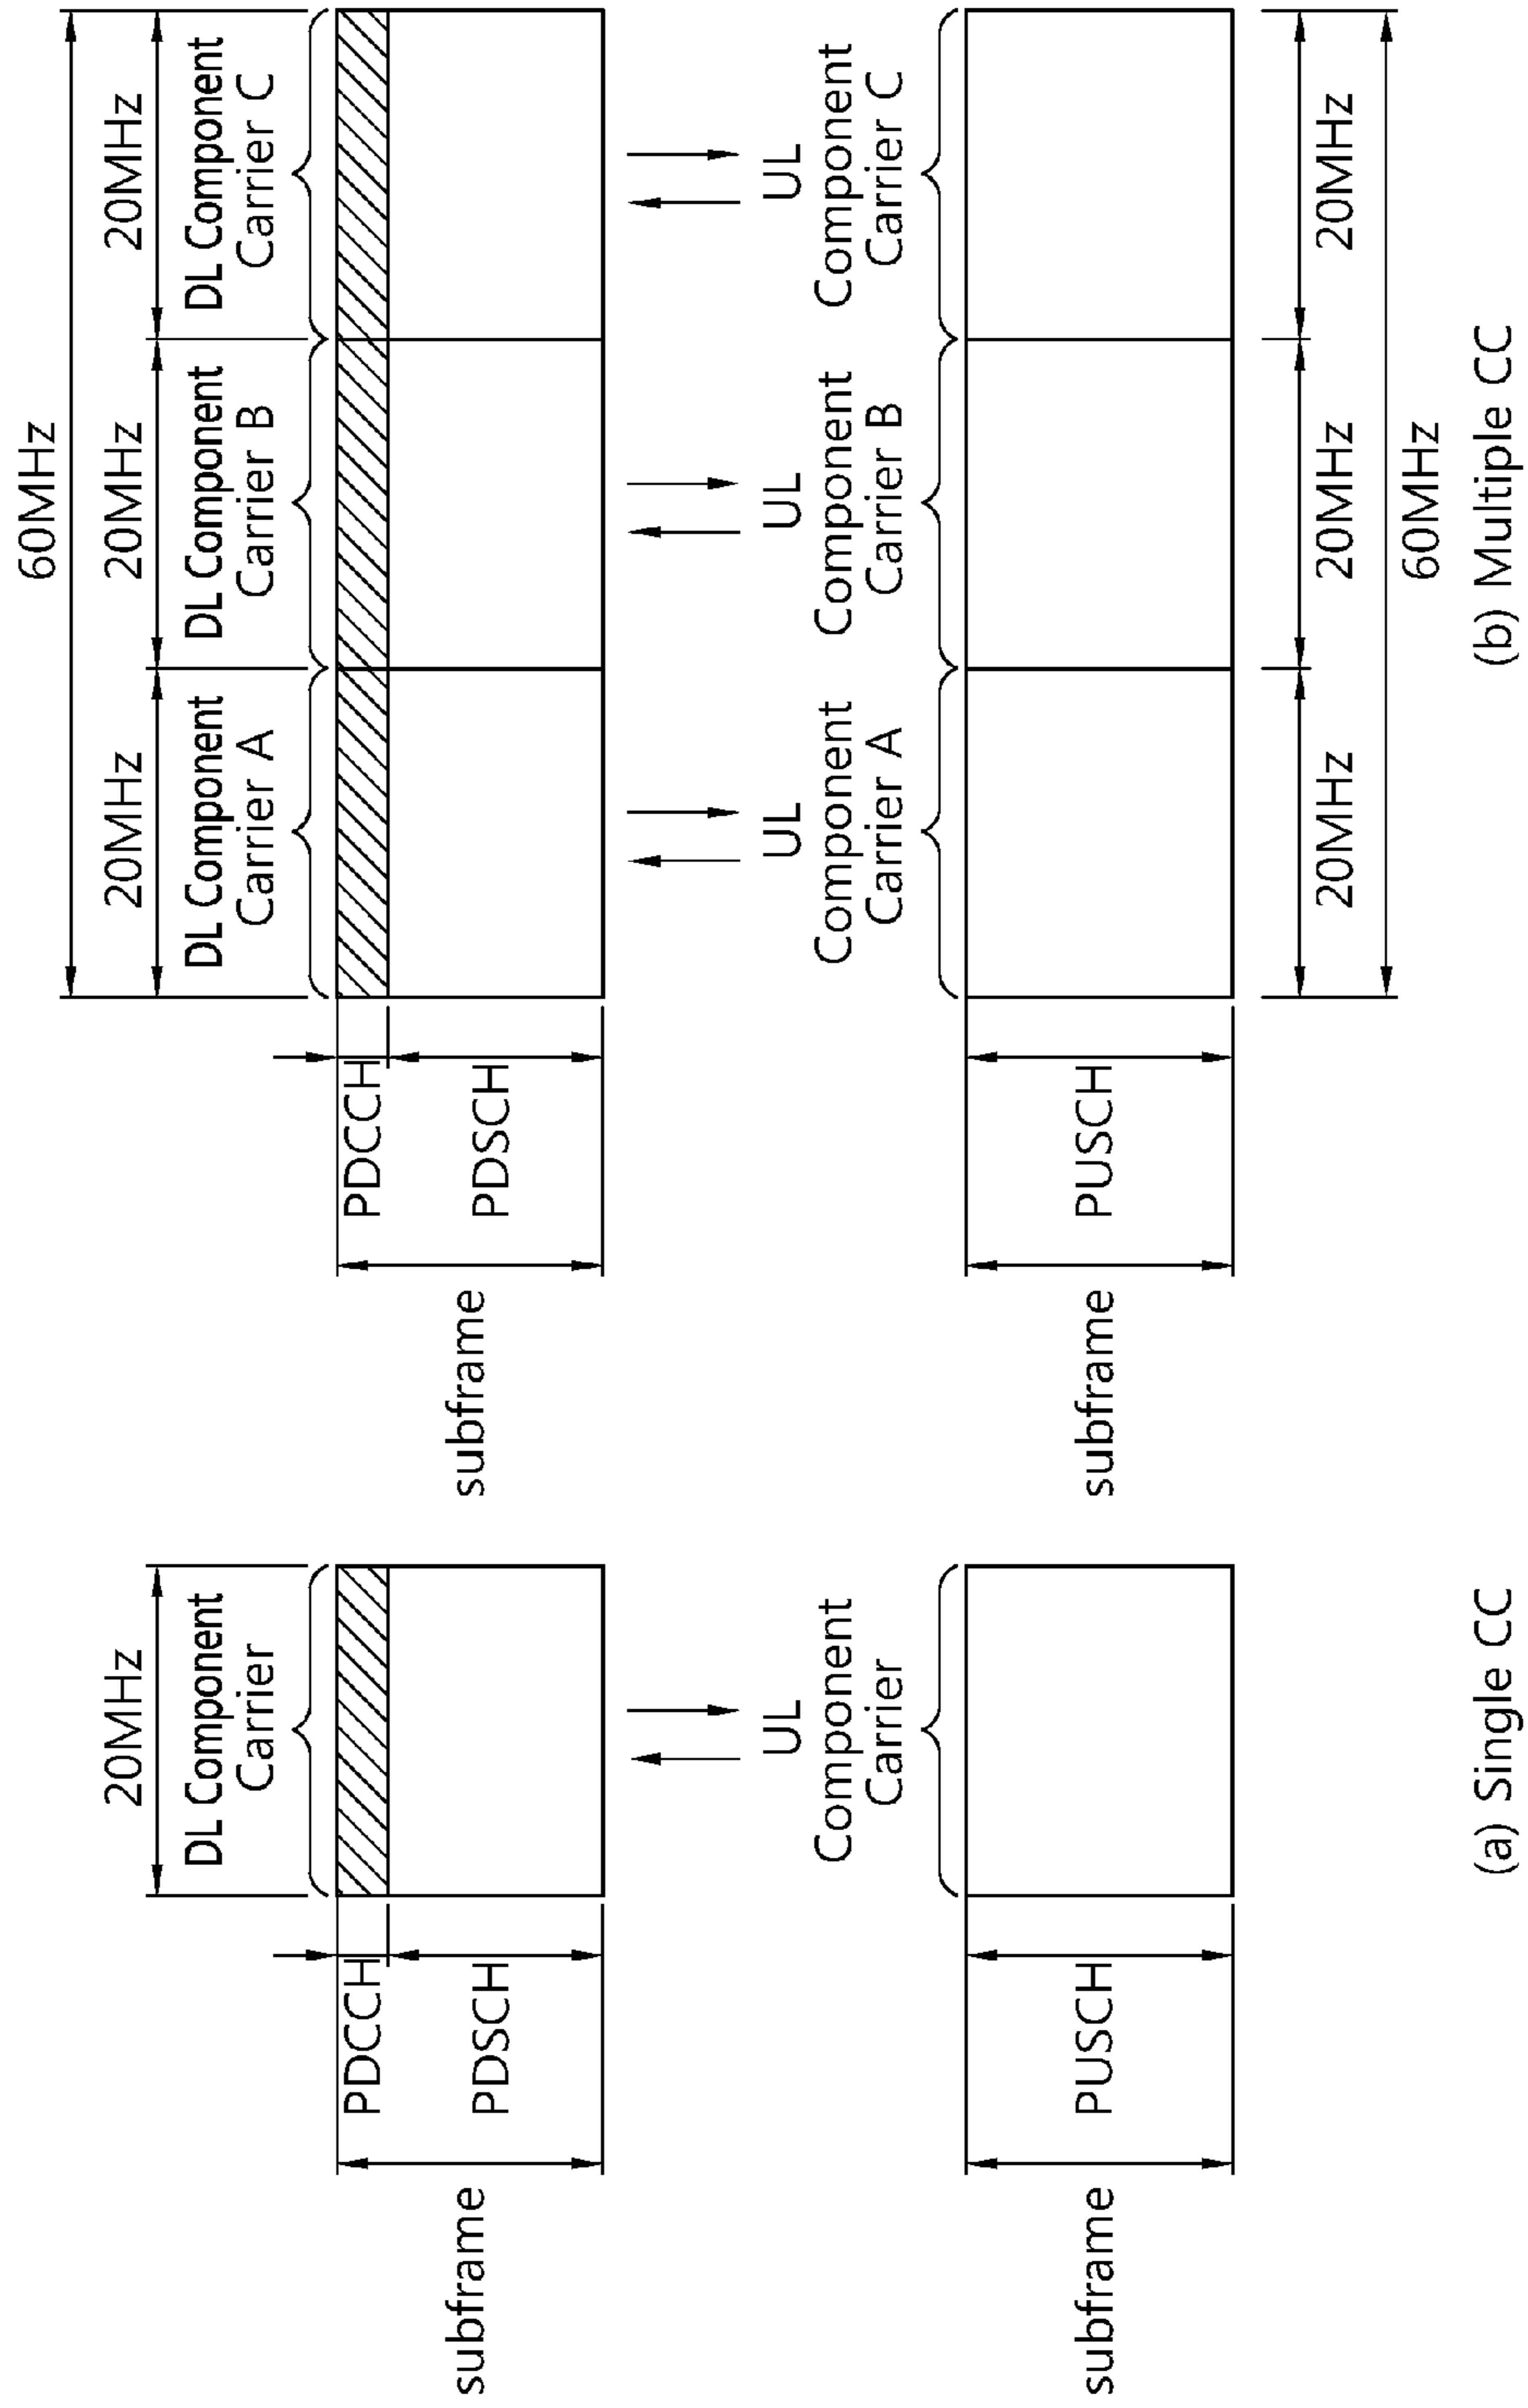 20MHz
DL Component
Carrier
PDCCH
PDSCH
subframe
UL
Component
Carrier
PUSCH
subframe
(a) Single CC
60MHz
20MHz
20MHz
20MHz
DL Component
Carrier A
DL Component
Carrier B
DL Component
Carrier C
PDCCH
PDSCH
subframe
UL
Component
Carrier A
UL
Component
Carrier B
UL
Component
Carrier C
PUSCH
subframe
20MHz
20MHz
20MHz
60MHz
(b) Multiple CC